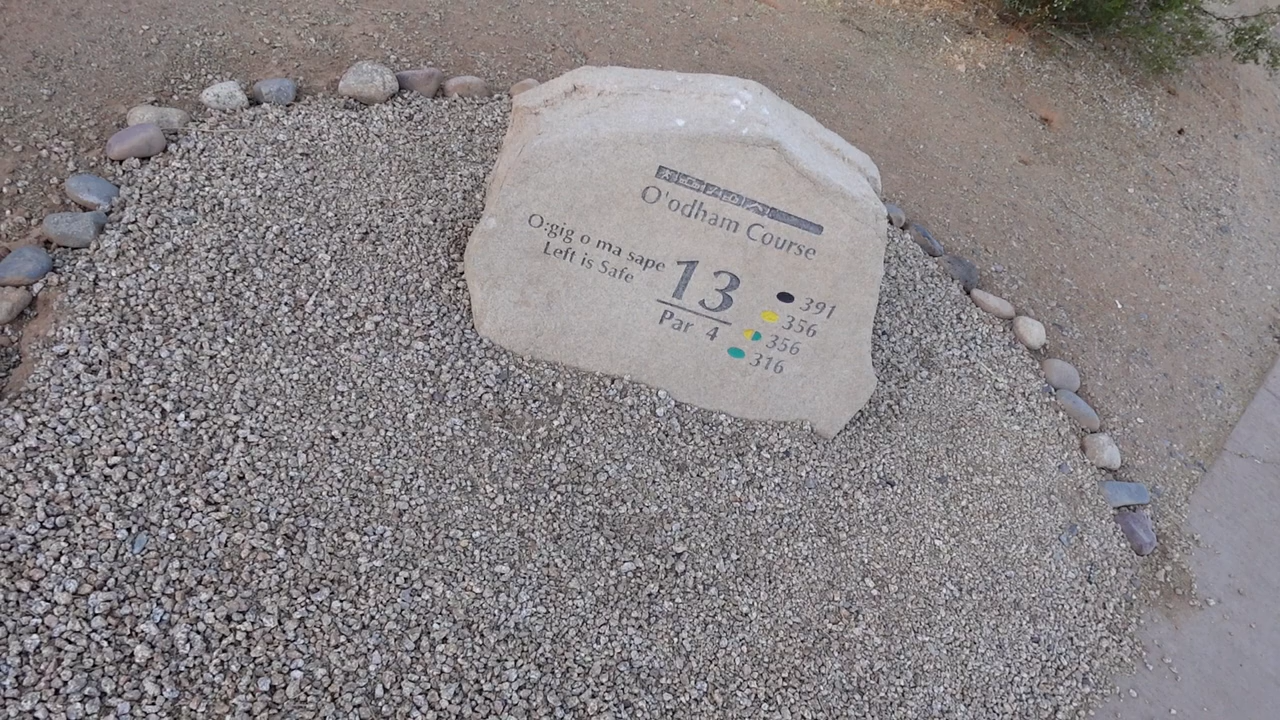 O'odham Course
O:gig o ma sape
Left is Safe
13
Par 4
391
356
356
316